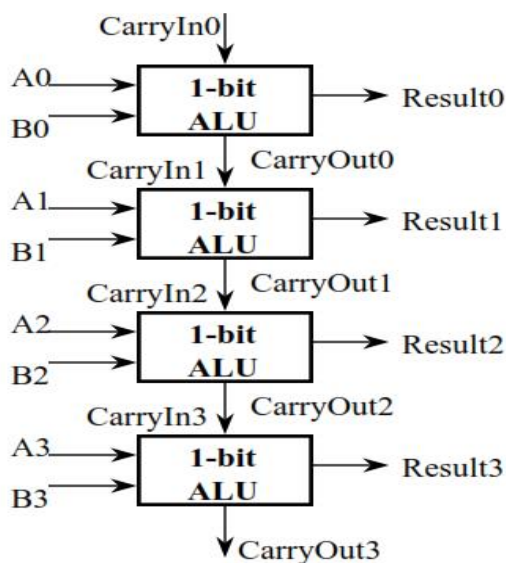 CarryIn0
A0
1-bit
ALU
Result0
B0
CarryIn1
CarryOut0
A1
1-bit
ALU
Result1
B1
CarryIn2
CarryOut1
A2
1-bit
ALU
Result2
B2
CarryIn3
CarryOut2
A3
1-bit
ALU
Result3
B3
CarryOut3